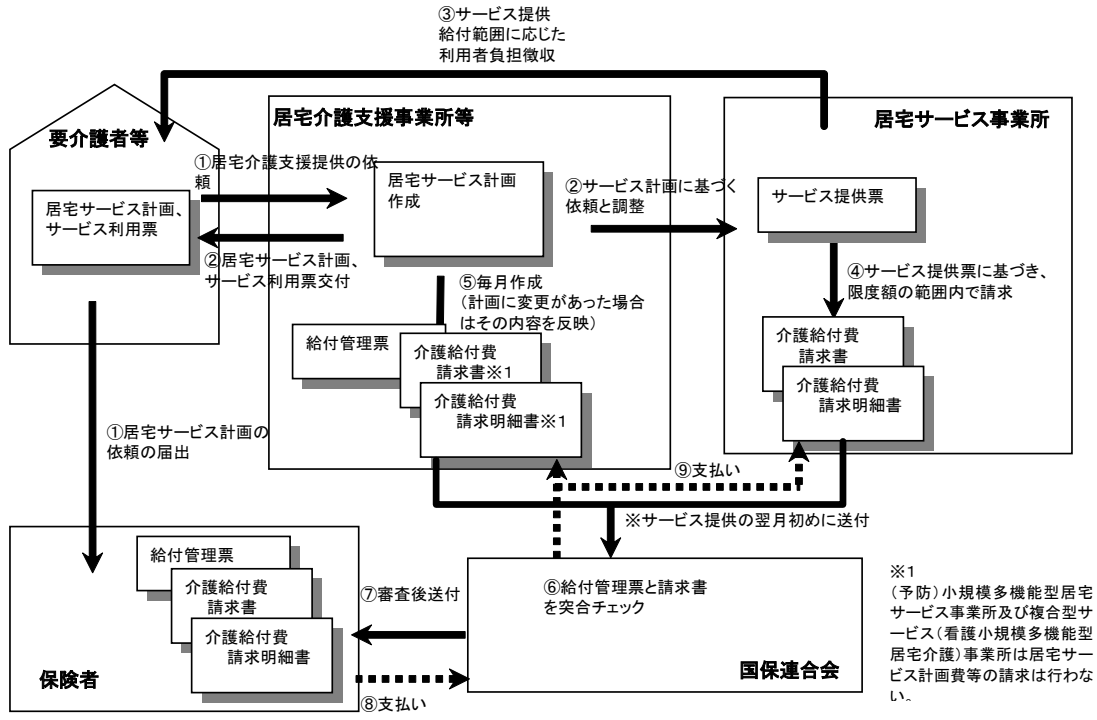 ③サービス提供
給付範囲に応じた
利用者負担徴収
要介護者等
居宅サービス計画、
サービス利用票
①居宅介護支援提供の依
頼
②居宅サービス計画、
サービス利用票交付
居宅介護支援事業所等
居宅サービス計画
作成
②サービス計画に基づく
依頼と調整
⑤毎月作成
(計画に変更があった場合
はその内容を反映)
給付管理票
介護給付費
請求書※1
介護給付費
請求明細書※1
居宅サービス事業所
サービス提供票
④サービス提供票に基づき、
限度額の範囲内で請求
介護給付費
請求書
介護給付費
請求明細書
①居宅サービス計画の
依頼の届出
⑨支払い
※サービス提供の翌月初めに送付
給付管理票
介護給付費
請求書
介護給付費
請求明細書
保険者
⑦審査後送付
⑧支払い
⑥給付管理票と請求書
を突合チェック
国保連合会
※1
(予防)小規模多機能型居宅
サービス事業所及び複合型サ
ービス(看護小規模多機能型
居宅介護)事業所は居宅サー
ビス計画費等の請求は行わな
い。